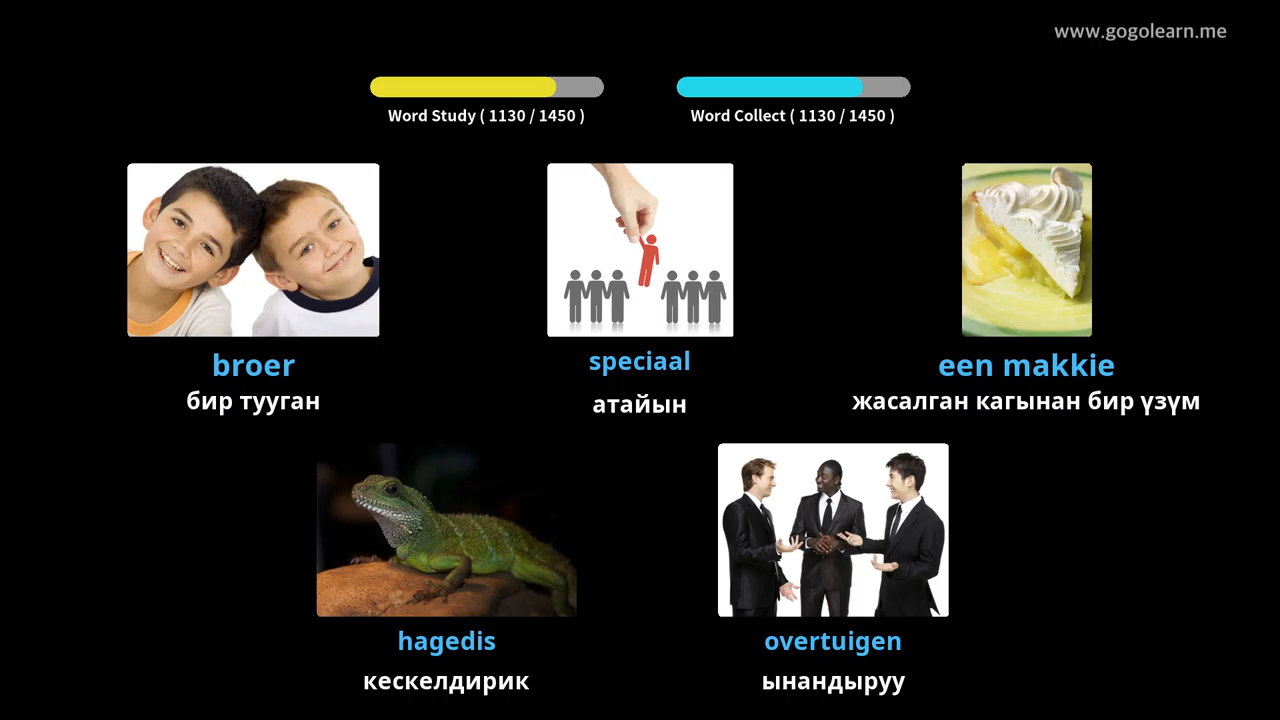 www.gogolearn.me
Word Study ( 1130 / 1450 )
Word Collect ( 1130 / 1450 )
broer
бир тууган
speciaal
атайын
een makkie
жасалган кагынан бир үзүм
hagedis
кескелдирик
overtuigen
ынандыруу